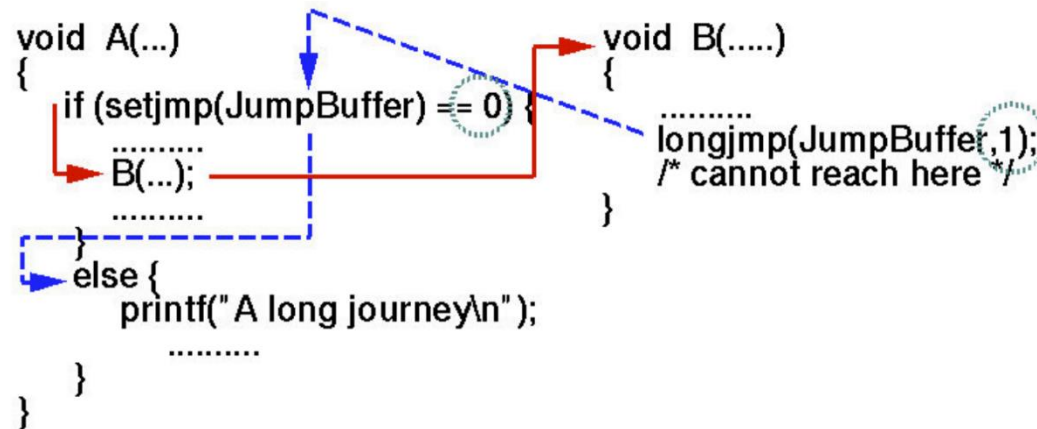 void A(...)
{
if (setjmp(JumpBuffer) == 0) {
..........
B(...);
..........
}
else {
printf("A long journey\n");
..........
}
}
void B(.....)
{
..........
longjmp(JumpBuffer,1);
/* cannot reach here */
}